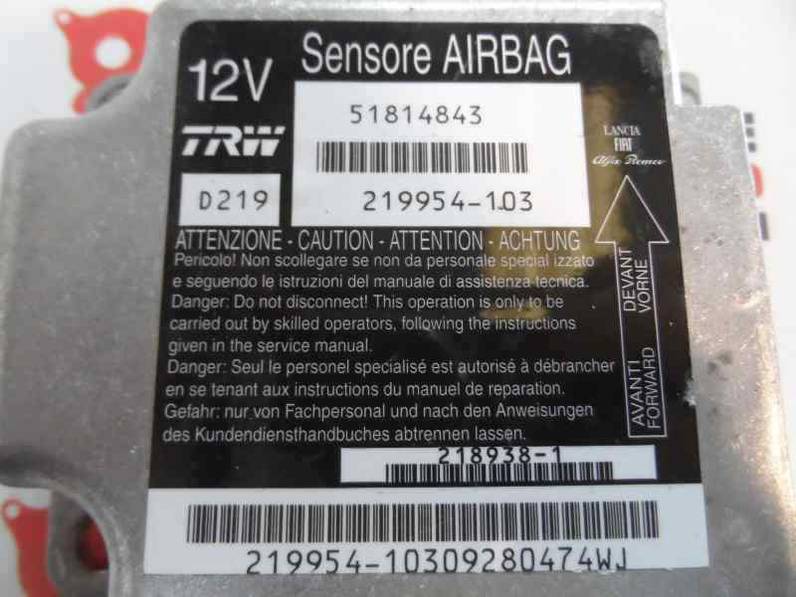 12V
Sensore AIRBAG
TRW
51814843
D219
219954-103
LANCIA
FIAT
Alfa Romeo
ATTENZIONE - CAUTION - ATTENTION - ACHTUNG
Pericolo! Non scollegare se non da personale specializzato
e seguendo le istruzioni del manuale di assistenza tecnica.
Danger: Do not disconnect! This operation is only to be
carried out by skilled operators, following the instructions
given in the service manual.
Danger: Seul le personel spécialisé est autorisé à débrancher
en se tenant aux instructions du manuel de reparation.
Gefahr: nur von Fachpersonal und nach den Anweisungen
des Kundendiensthandbuches abtrennen lassen.
DEVANT
VORNE
AVANTI
FORWARD
218938-1
219954-10309280474WJ